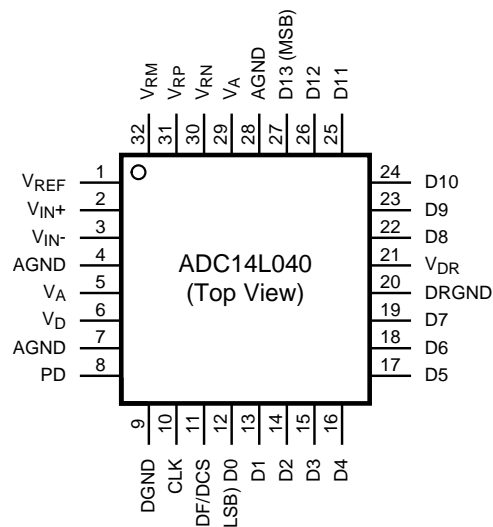 VRM
VRP
VRN
VA
AGND
D13 (MSB)
D12
D11
32
31
30
29
28
27
26
25
VREF 1
VIN+ 2
VIN- 3
AGND 4
VA 5
VD 6
AGND 7
PD 8
ADC14L040
(Top View)
24 D10
23 D9
22 D8
21 VDR
20 DRGND
19 D7
18 D6
17 D5
9
10
11
12
13
14
15
16
DGND
CLK
DF/DCS
LSB) D0
D1
D2
D3
D4